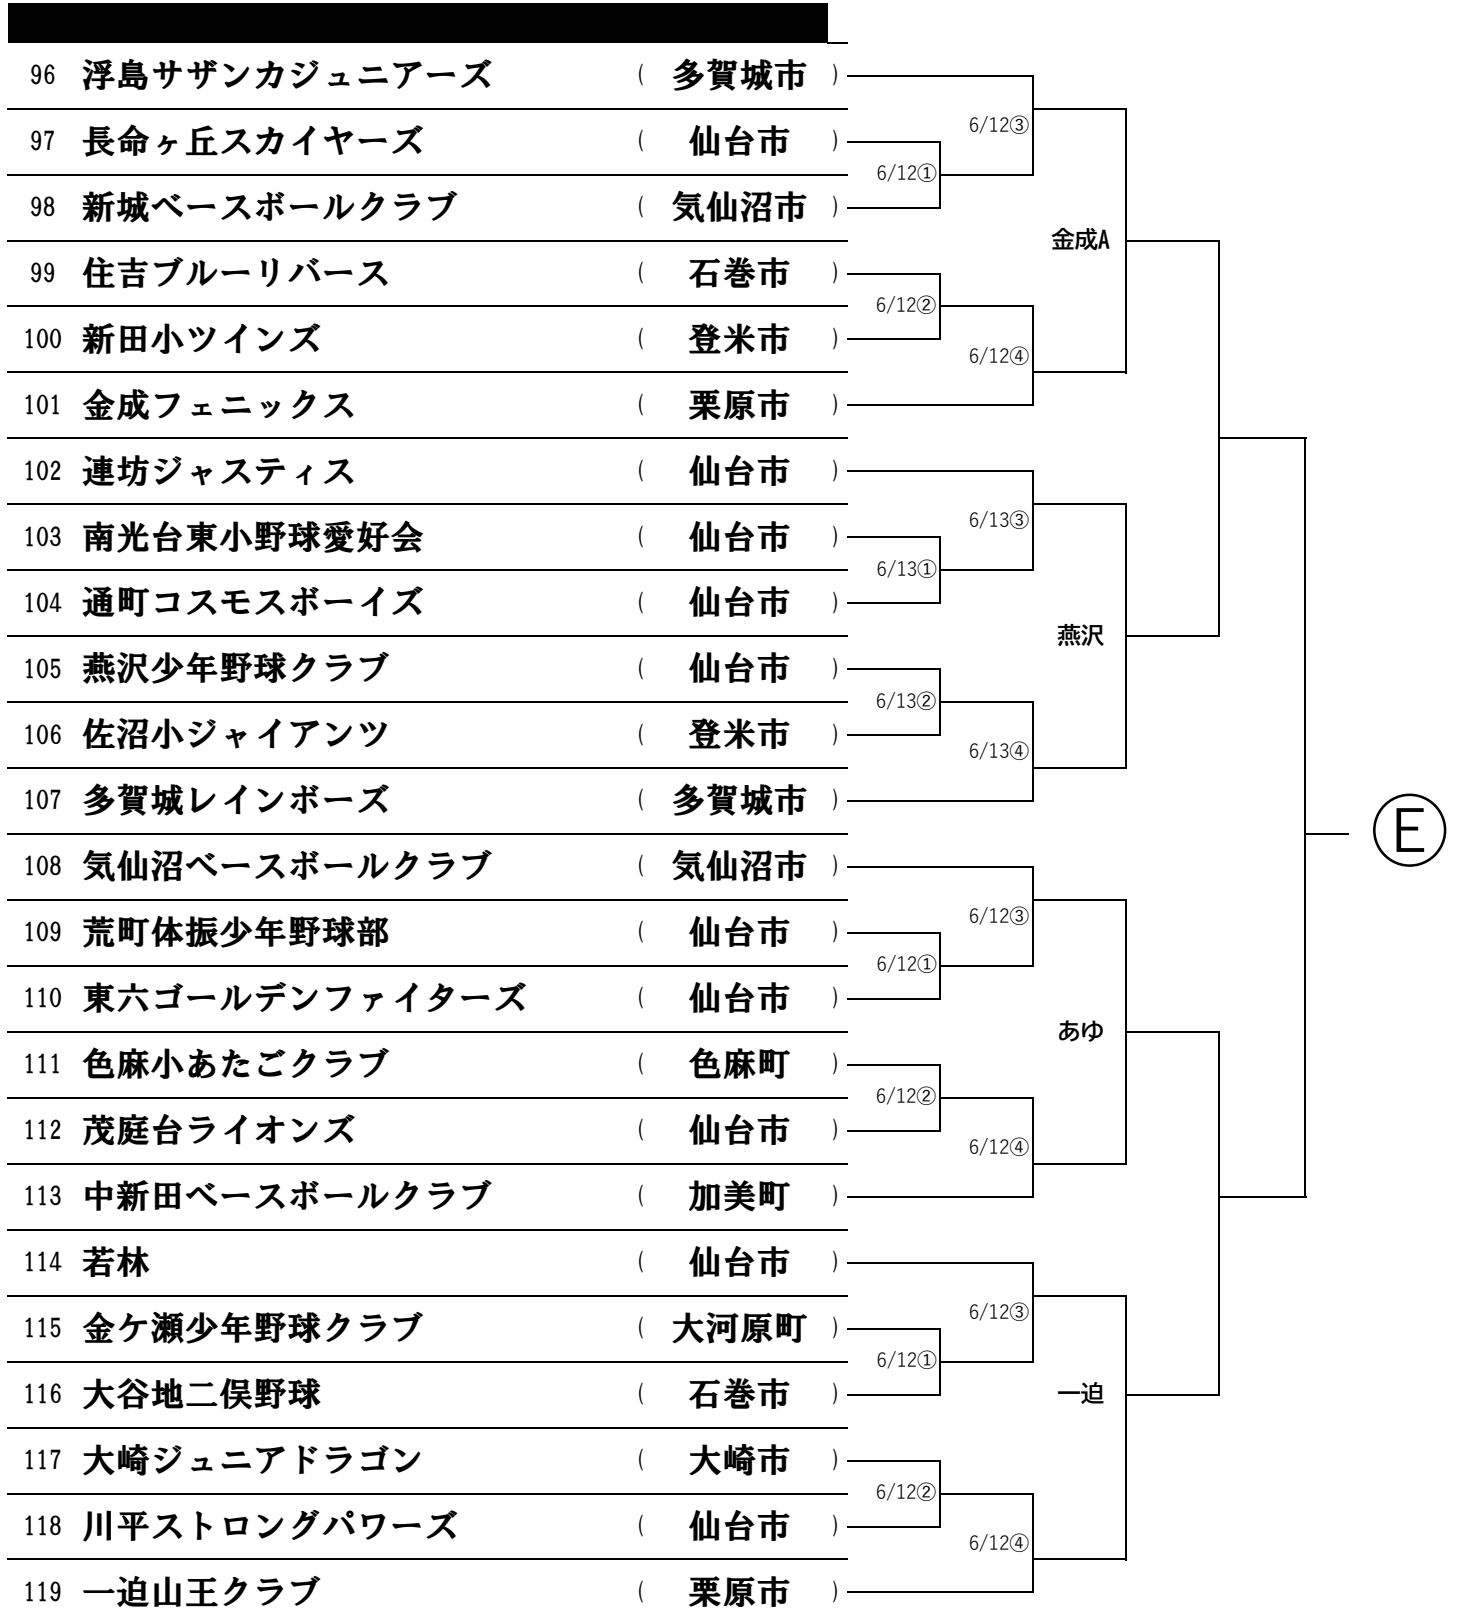 96 浮島サザンカジュニアーズ ( 多賀城市 )
6/12③
97 長命ヶ丘スカイヤーズ ( 仙台市 )
6/12①
98 新城ベースボールクラブ ( 気仙沼市 )
金成A
99 住吉ブルーリバース ( 石巻市 )
6/12②
100 新田小ツインズ ( 登米市 )
6/12④
101 金成フェニックス ( 栗原市 )
102 連坊ジャスティス ( 仙台市 )
6/13③
103 南光台東小野球愛好会 ( 仙台市 )
6/13①
104 通町コスモスボーイズ ( 仙台市 )
燕沢
105 燕沢少年野球クラブ ( 仙台市 )
6/13②
106 佐沼小ジャイアンツ ( 登米市 )
6/13④
107 多賀城レインボーズ ( 多賀城市 )
Ⓔ
108 気仙沼ベースボールクラブ ( 気仙沼市 )
6/12③
109 荒町体振少年野球部 ( 仙台市 )
6/12①
110 東六ゴールデンファイターズ ( 仙台市 )
あゆ
111 色麻小あたごクラブ ( 色麻町 )
6/12②
112 茂庭台ライオンズ ( 仙台市 )
6/12④
113 中新田ベースボールクラブ ( 加美町 )
114 若林 ( 仙台市 )
6/12③
115 金ケ瀬少年野球クラブ ( 大河原町 )
6/12①
116 大谷地二俣野球 ( 石巻市 )
一迫
117 大崎ジュニアドラゴン ( 大崎市 )
6/12②
118 川平ストロングパワーズ ( 仙台市 )
6/12④
119 一迫山王クラブ ( 栗原市 )